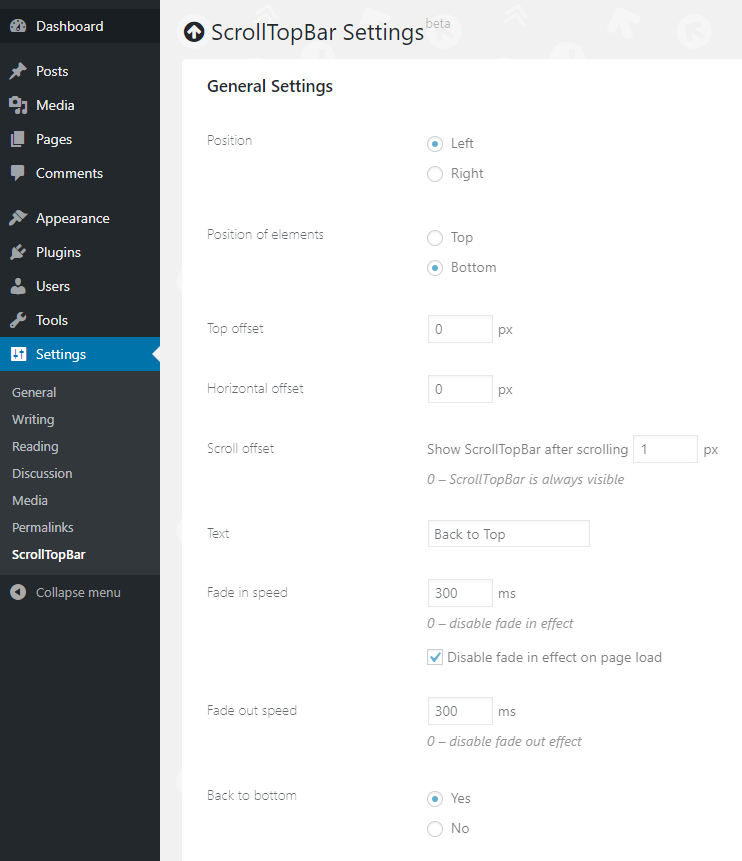 Dashboard
Posts
Media
Pages
Comments
Appearance
Plugins
Users
Tools
Settings
General
Writing
Reading
Discussion
Media
Permalinks
ScrollTopBar
Collapse menu
ScrollTopBar Settings beta
General Settings
Position
Left
Right
Position of elements
Top
Bottom
Top offset
0 px
Horizontal offset
0 px
Scroll offset
Show ScrollTopBar after scrolling 1 px
0 – ScrollTopBar is always visible
Text
Back to Top
Fade in speed
300 ms
0 – disable fade in effect
Disable fade in effect on page load
Fade out speed
300 ms
0 – disable fade out effect
Back to bottom
Yes
No